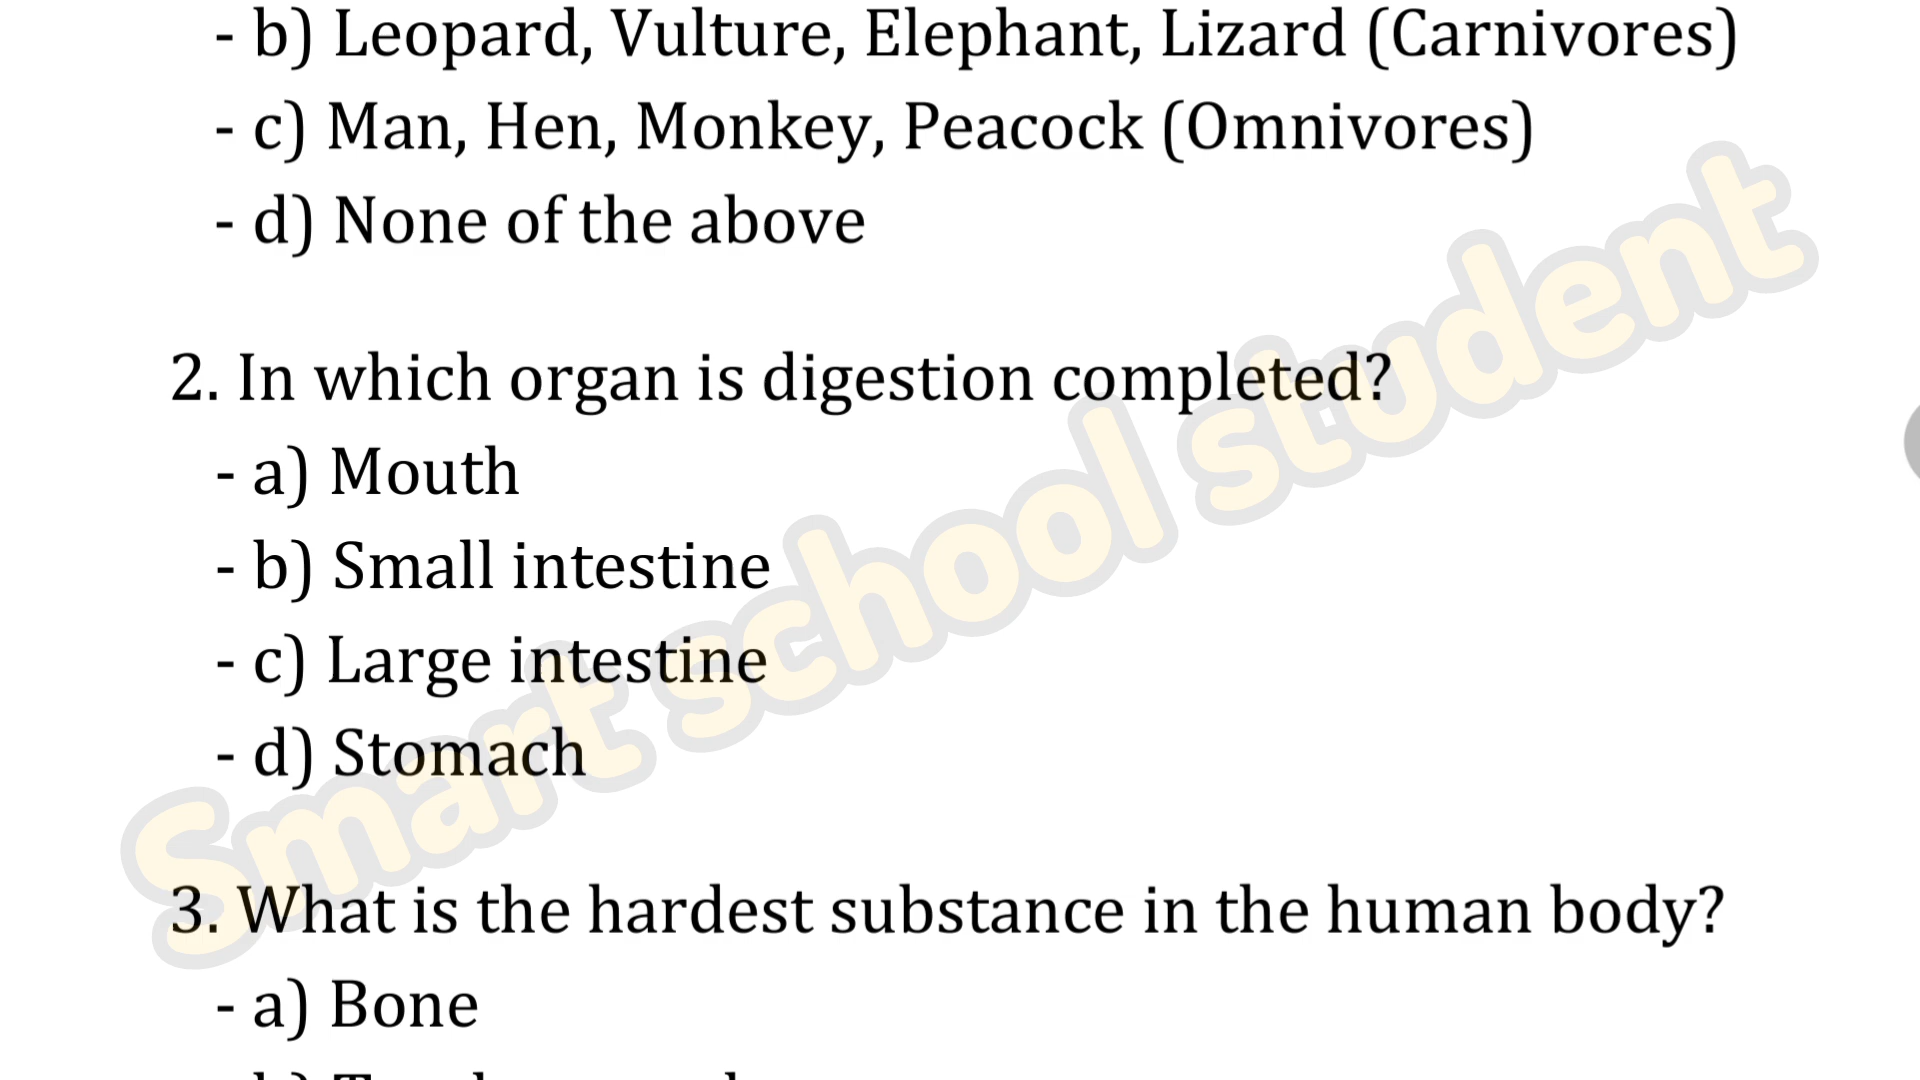 - b) Leopard, Vulture, Elephant, Lizard (Carnivores)
- c) Man, Hen, Monkey, Peacock (Omnivores)
- d) None of the above
2. In which organ is digestion completed?
- a) Mouth
- b) Small intestine
- c) Large intestine
- d) Stomach
3. What is the hardest substance in the human body?
- a) Bone
Smart school student